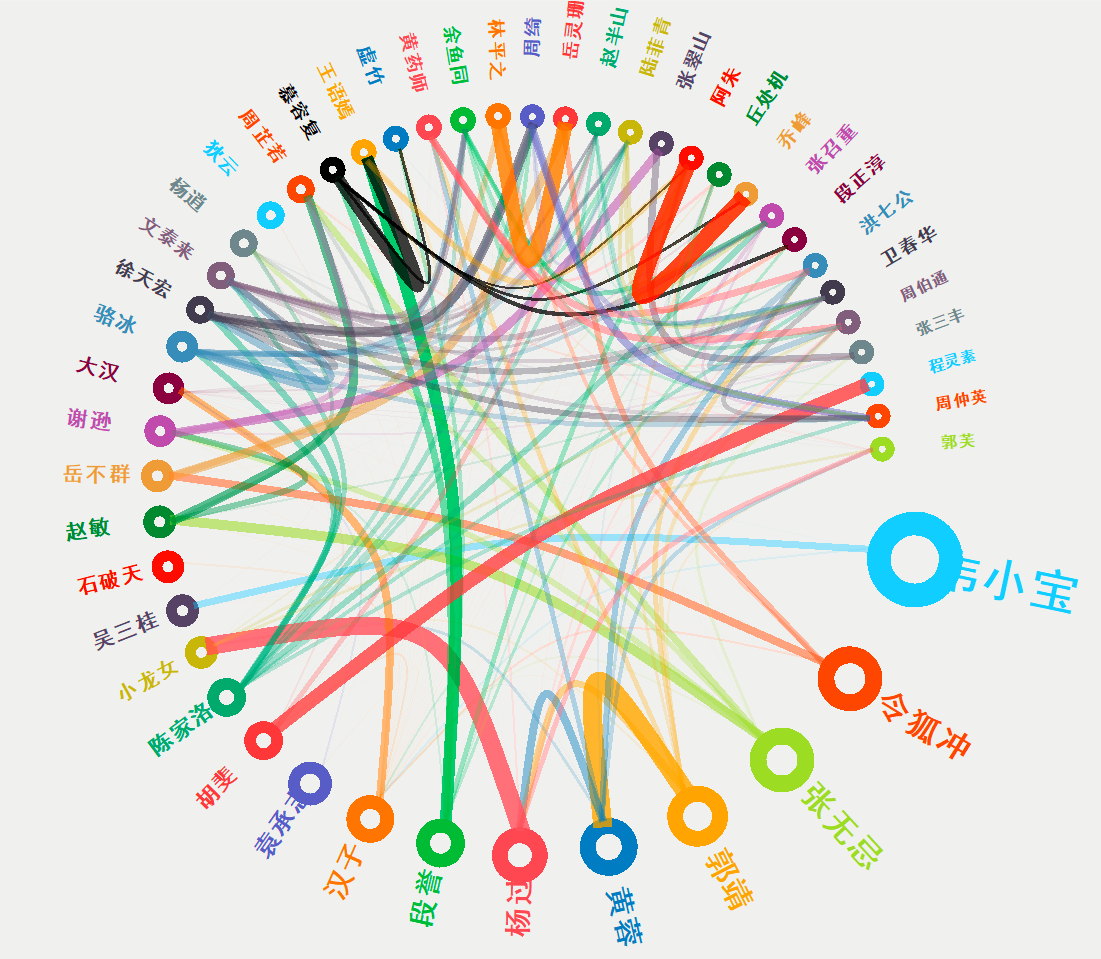 韦小宝
令狐冲
张无忌
郭靖
黄蓉
杨过
段誉
汉子
袁承志
胡斐
陈家洛
小龙女
吴三桂
石破天
赵敏
岳不群
谢逊
大汉
骆冰
徐天宏
文泰来
杨逍
狄云
周芷若
慕容复
王语嫣
虚竹
黄药师
余鱼同
林平之
周绮
岳灵珊
赵半山
陆菲青
张翠山
阿朱
丘处机
乔峰
张召重
段正淳
洪七公
卫春华
周伯通
张三丰
程灵素
周仲英
郭芙